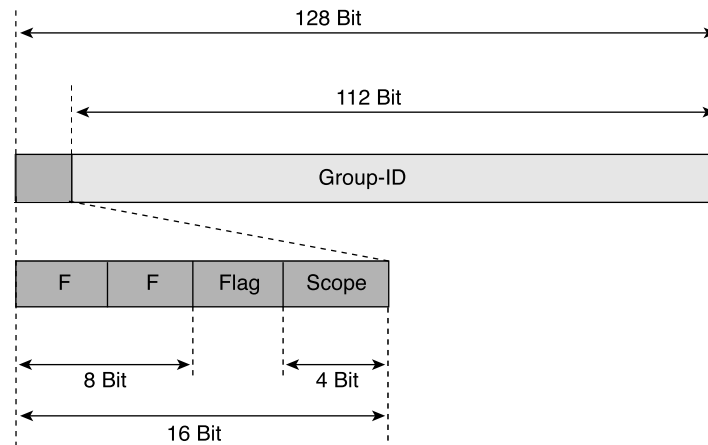 128 Bit
112 Bit
Group-ID
F F Flag Scope
8 Bit 4 Bit
16 Bit